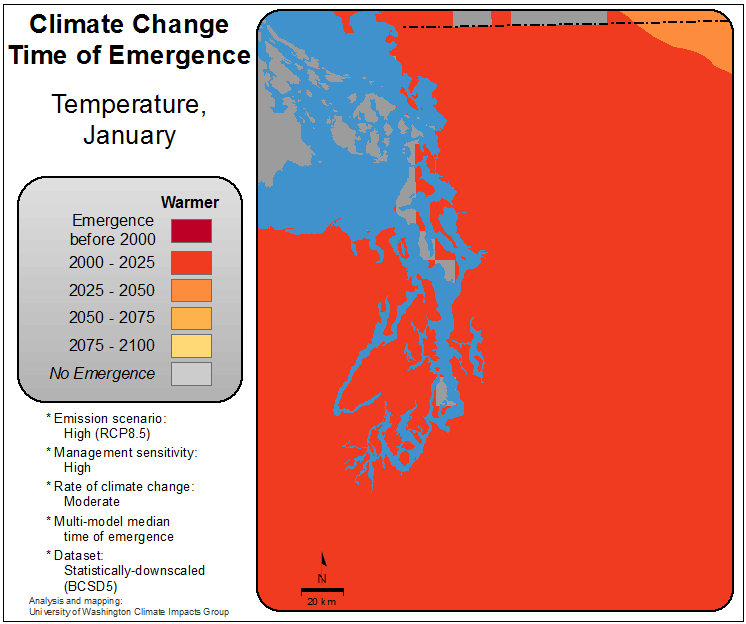 Climate Change
Time of Emergence
Temperature,
January
Warmer
Emergence
before 2000
2000 - 2025
2025 - 2050
2050 - 2075
2075 - 2100
No Emergence
* Emission scenario:
High (RCP8.5)
* Management sensitivity:
High
* Rate of climate change:
Moderate
* Multi-model median
time of emergence
* Dataset:
Statistically-downscaled
(BCSD5)
Analysis and mapping:
University of Washington Climate Impacts Group
N
20 km